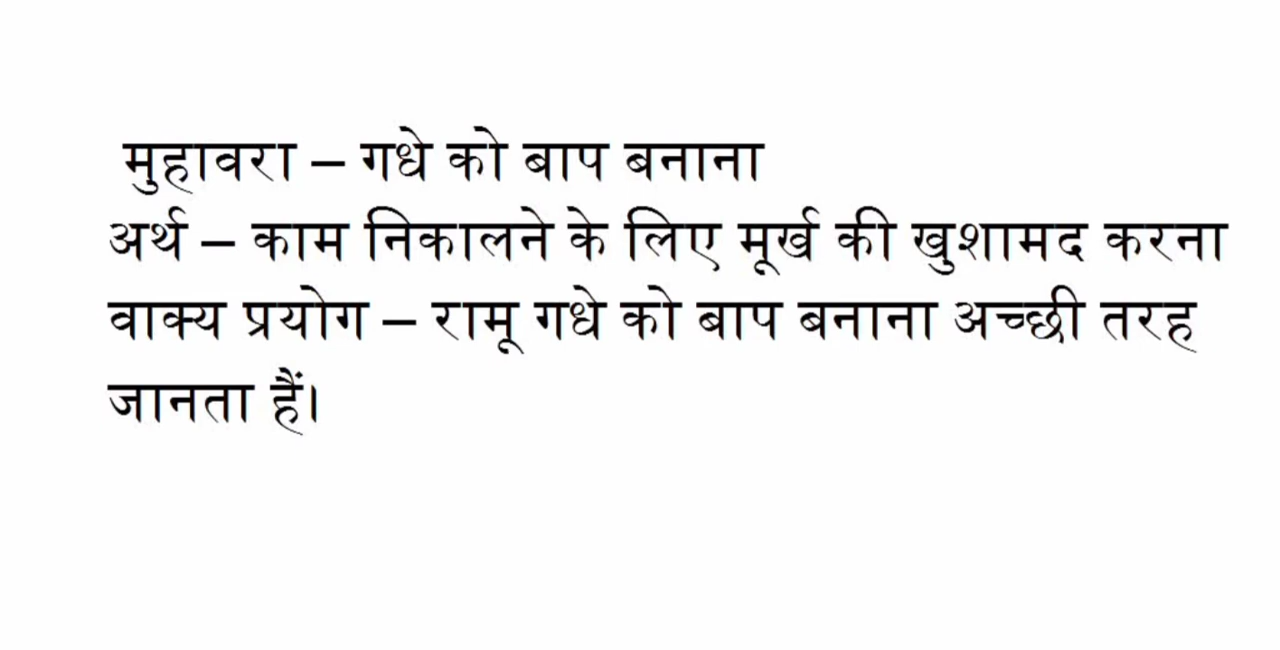 मुहावरा – गधे को बाप बनाना
अर्थ – काम निकालने के लिए मूर्ख की खुशामद करना
वाक्य प्रयोग – रामू गधे को बाप बनाना अच्छी तरह
जानता हैं।